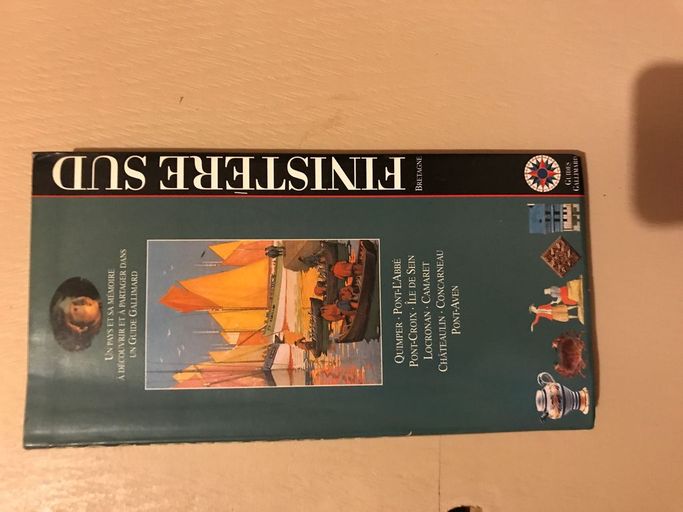 GUIDES
GALLIMARD
BRETAGNE
FINISTÈRE SUD
QUIMPER · PONT-L'ABBÉ
PONT-CROIX · ÎLE DE SEIN
LOCRONAN · CAMARET
CHÂTEAULIN · CONCARNEAU
PONT-AVEN
UN PAYS ET SA MÉMOIRE
À DÉCOUVRIR ET À PARTAGER DANS
UN GUIDE GALLIMARD